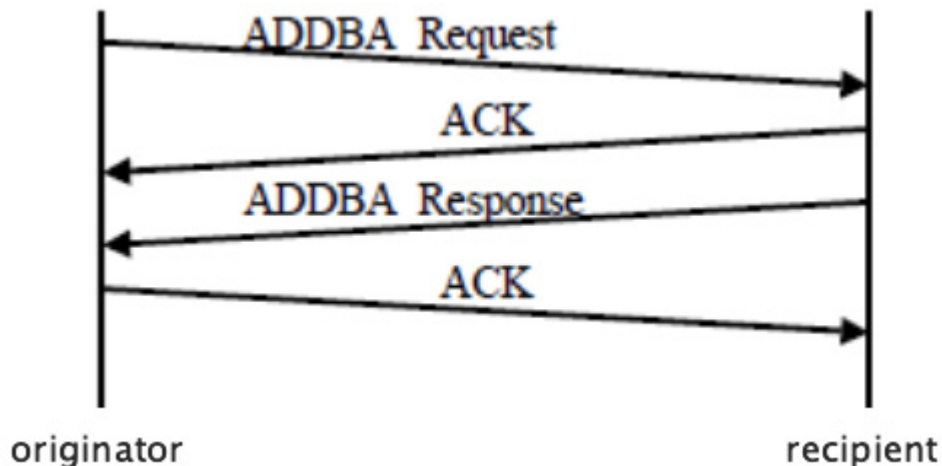 ADDBA Request
ACK
ADDBA Response
ACK
originator recipient